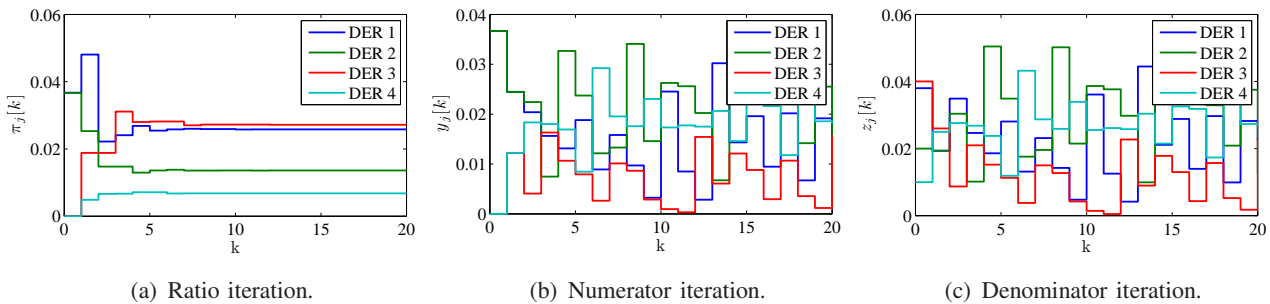 0.06
0.04
0.02
0
π_j[k]
0 5 10 15 20
k
DER 1
DER 2
DER 3
DER 4
(a) Ratio iteration.
0.04
0.03
0.02
0.01
0
y_j[k]
0 5 10 15 20
k
DER 1
DER 2
DER 3
DER 4
(b) Numerator iteration.
0.06
0.04
0.02
0
z_j[k]
0 5 10 15 20
k
DER 1
DER 2
DER 3
DER 4
(c) Denominator iteration.